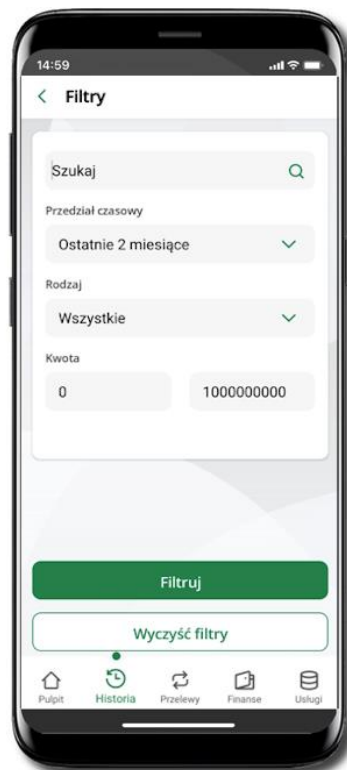 14:59
Filtry
Szukaj
Przedział czasowy
Ostatnie 2 miesiące
Rodzaj
Wszystkie
Kwota
0 1000000000
Filtruj
Wyczyść filtry
Pulpit Historia Przelewy Finanse Usługi